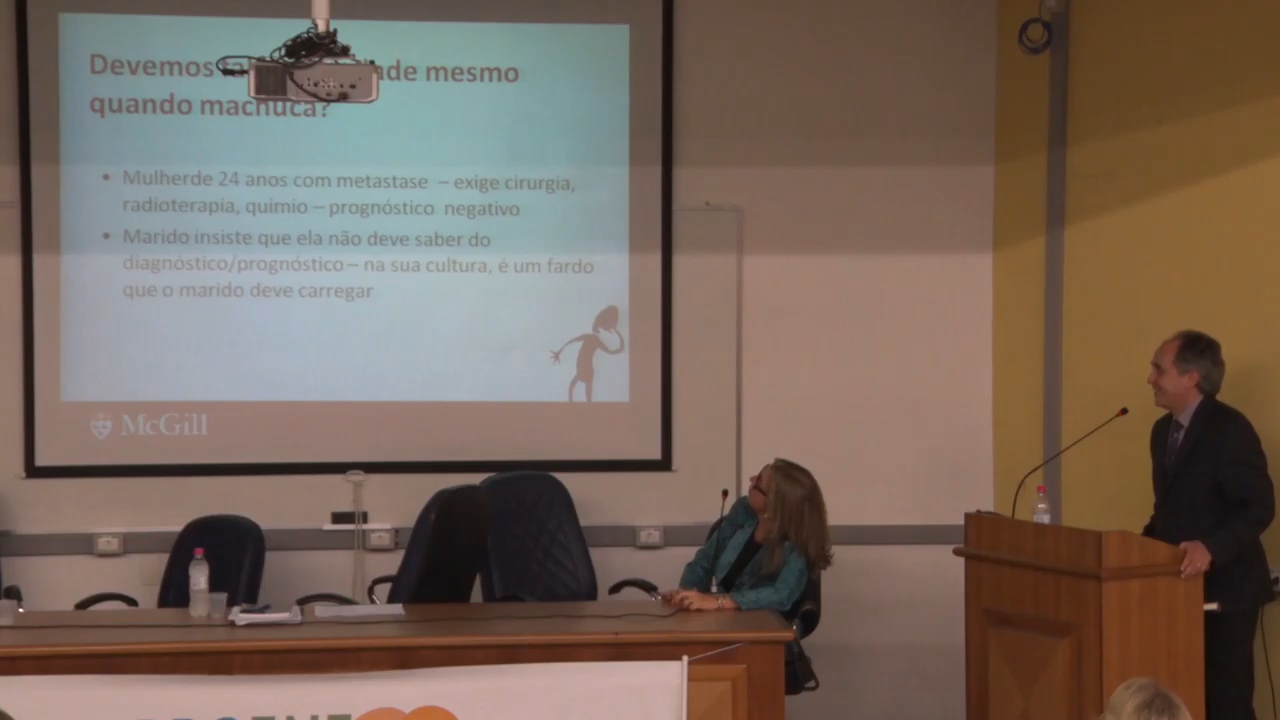 Devemos ade mesmo
quando machuca?
• Mulherde 24 anos com metastase – exige cirurgia,
radioterapia, quimio – prognóstico negativo
• Marido insiste que ela não deve saber do
diagnóstico/prognóstico – na sua cultura, é um fardo
que o marido deve carregar
McGill